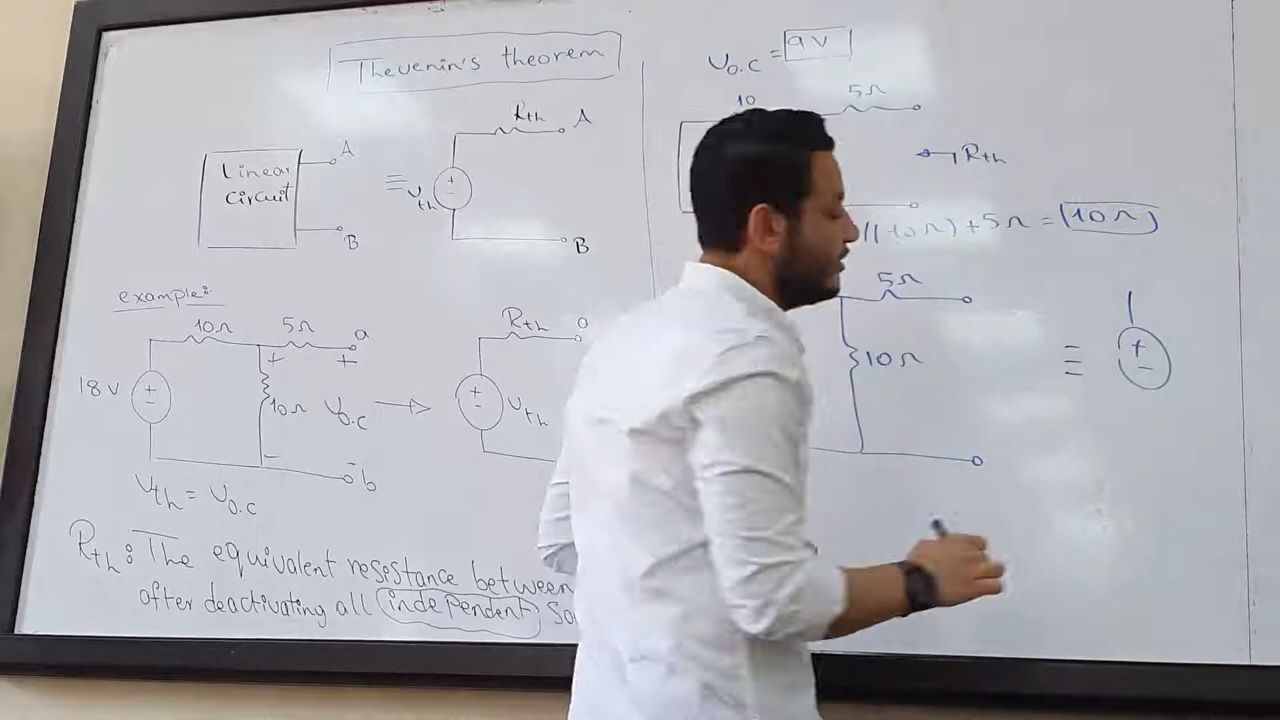 Thevenin's theorem
Linear
circuit
A
B
≡
Rth
A
Vth
+
-
B
example:
10Ω
5Ω
a
+
+
18 V
+
-
10Ω
Vo.c
-
-
b
Rth
+
-
Vth
Vth = Vo.c
Rth: The equivalent resistance between
after deactivating all independent
Vo.c = 9V
10
5Ω
Rth
//10Ω) + 5Ω = 10Ω
5Ω
10Ω
≡
+
-